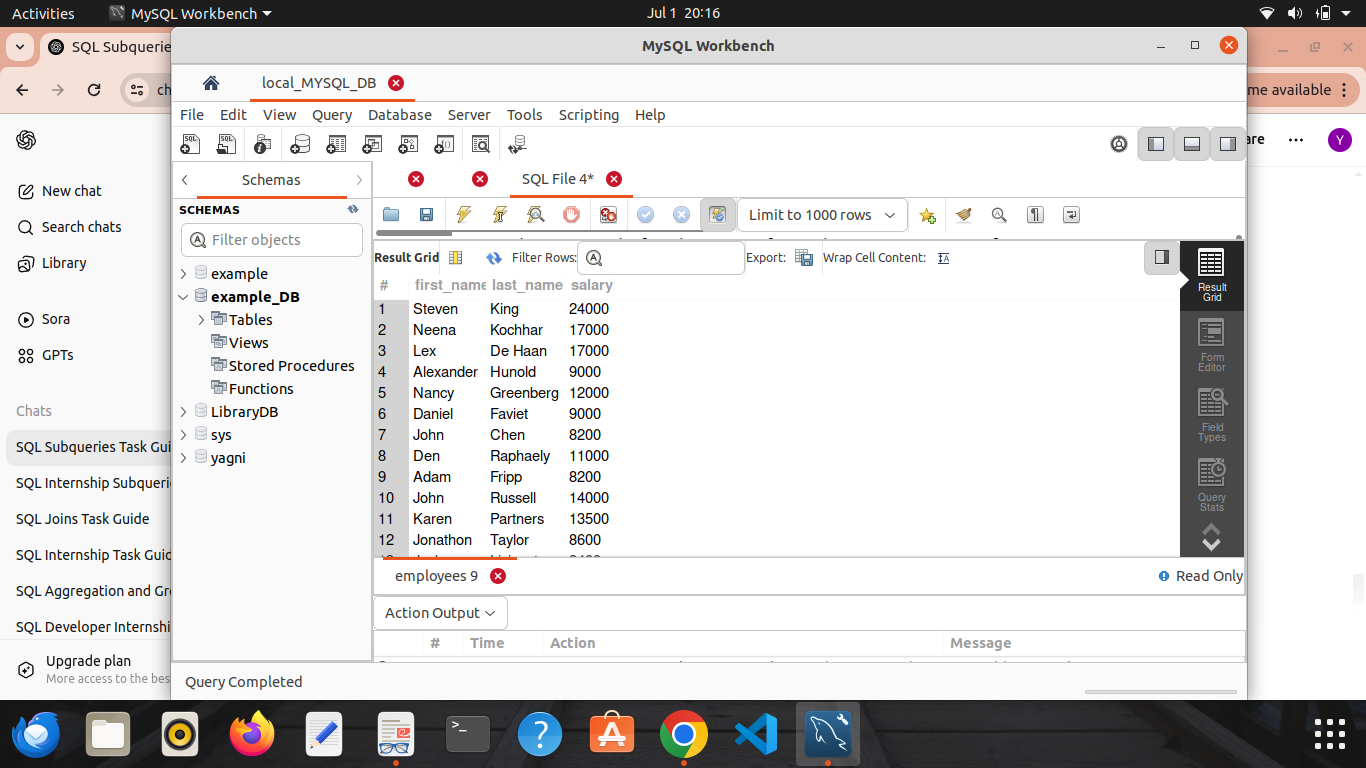 Activities MySQL Workbench Jul 1 20:16
SQL Subquerie
MySQL Workbench
local_MYSQL_DB
ch
me available
File Edit View Query Database Server Tools Scripting Help
are
Y
New chat
Search chats
Library
Sora
GPTs
Chats
SQL Subqueries Task Gui
SQL Internship Subquerie
SQL Joins Task Guide
SQL Internship Task Guid
SQL Aggregation and Gr
SQL Developer Internshi
Upgrade plan
More access to the bes
Schemas
SCHEMAS
Filter objects
example
example_DB
Tables
Views
Stored Procedures
Functions
LibraryDB
sys
yagni
SQL File 4*
Limit to 1000 rows
Result Grid Filter Rows: Export: Wrap Cell Content:
# first_name last_name salary
1 Steven King 24000
2 Neena Kochhar 17000
3 Lex De Haan 17000
4 Alexander Hunold 9000
5 Nancy Greenberg 12000
6 Daniel Faviet 9000
7 John Chen 8200
8 Den Raphaely 11000
9 Adam Fripp 8200
10 John Russell 14000
11 Karen Partners 13500
12 Jonathon Taylor 8600
Result
Grid
Form
Editor
Field
Types
Query
Stats
employees 9
Read Only
Action Output
# Time Action Message
Query Completed